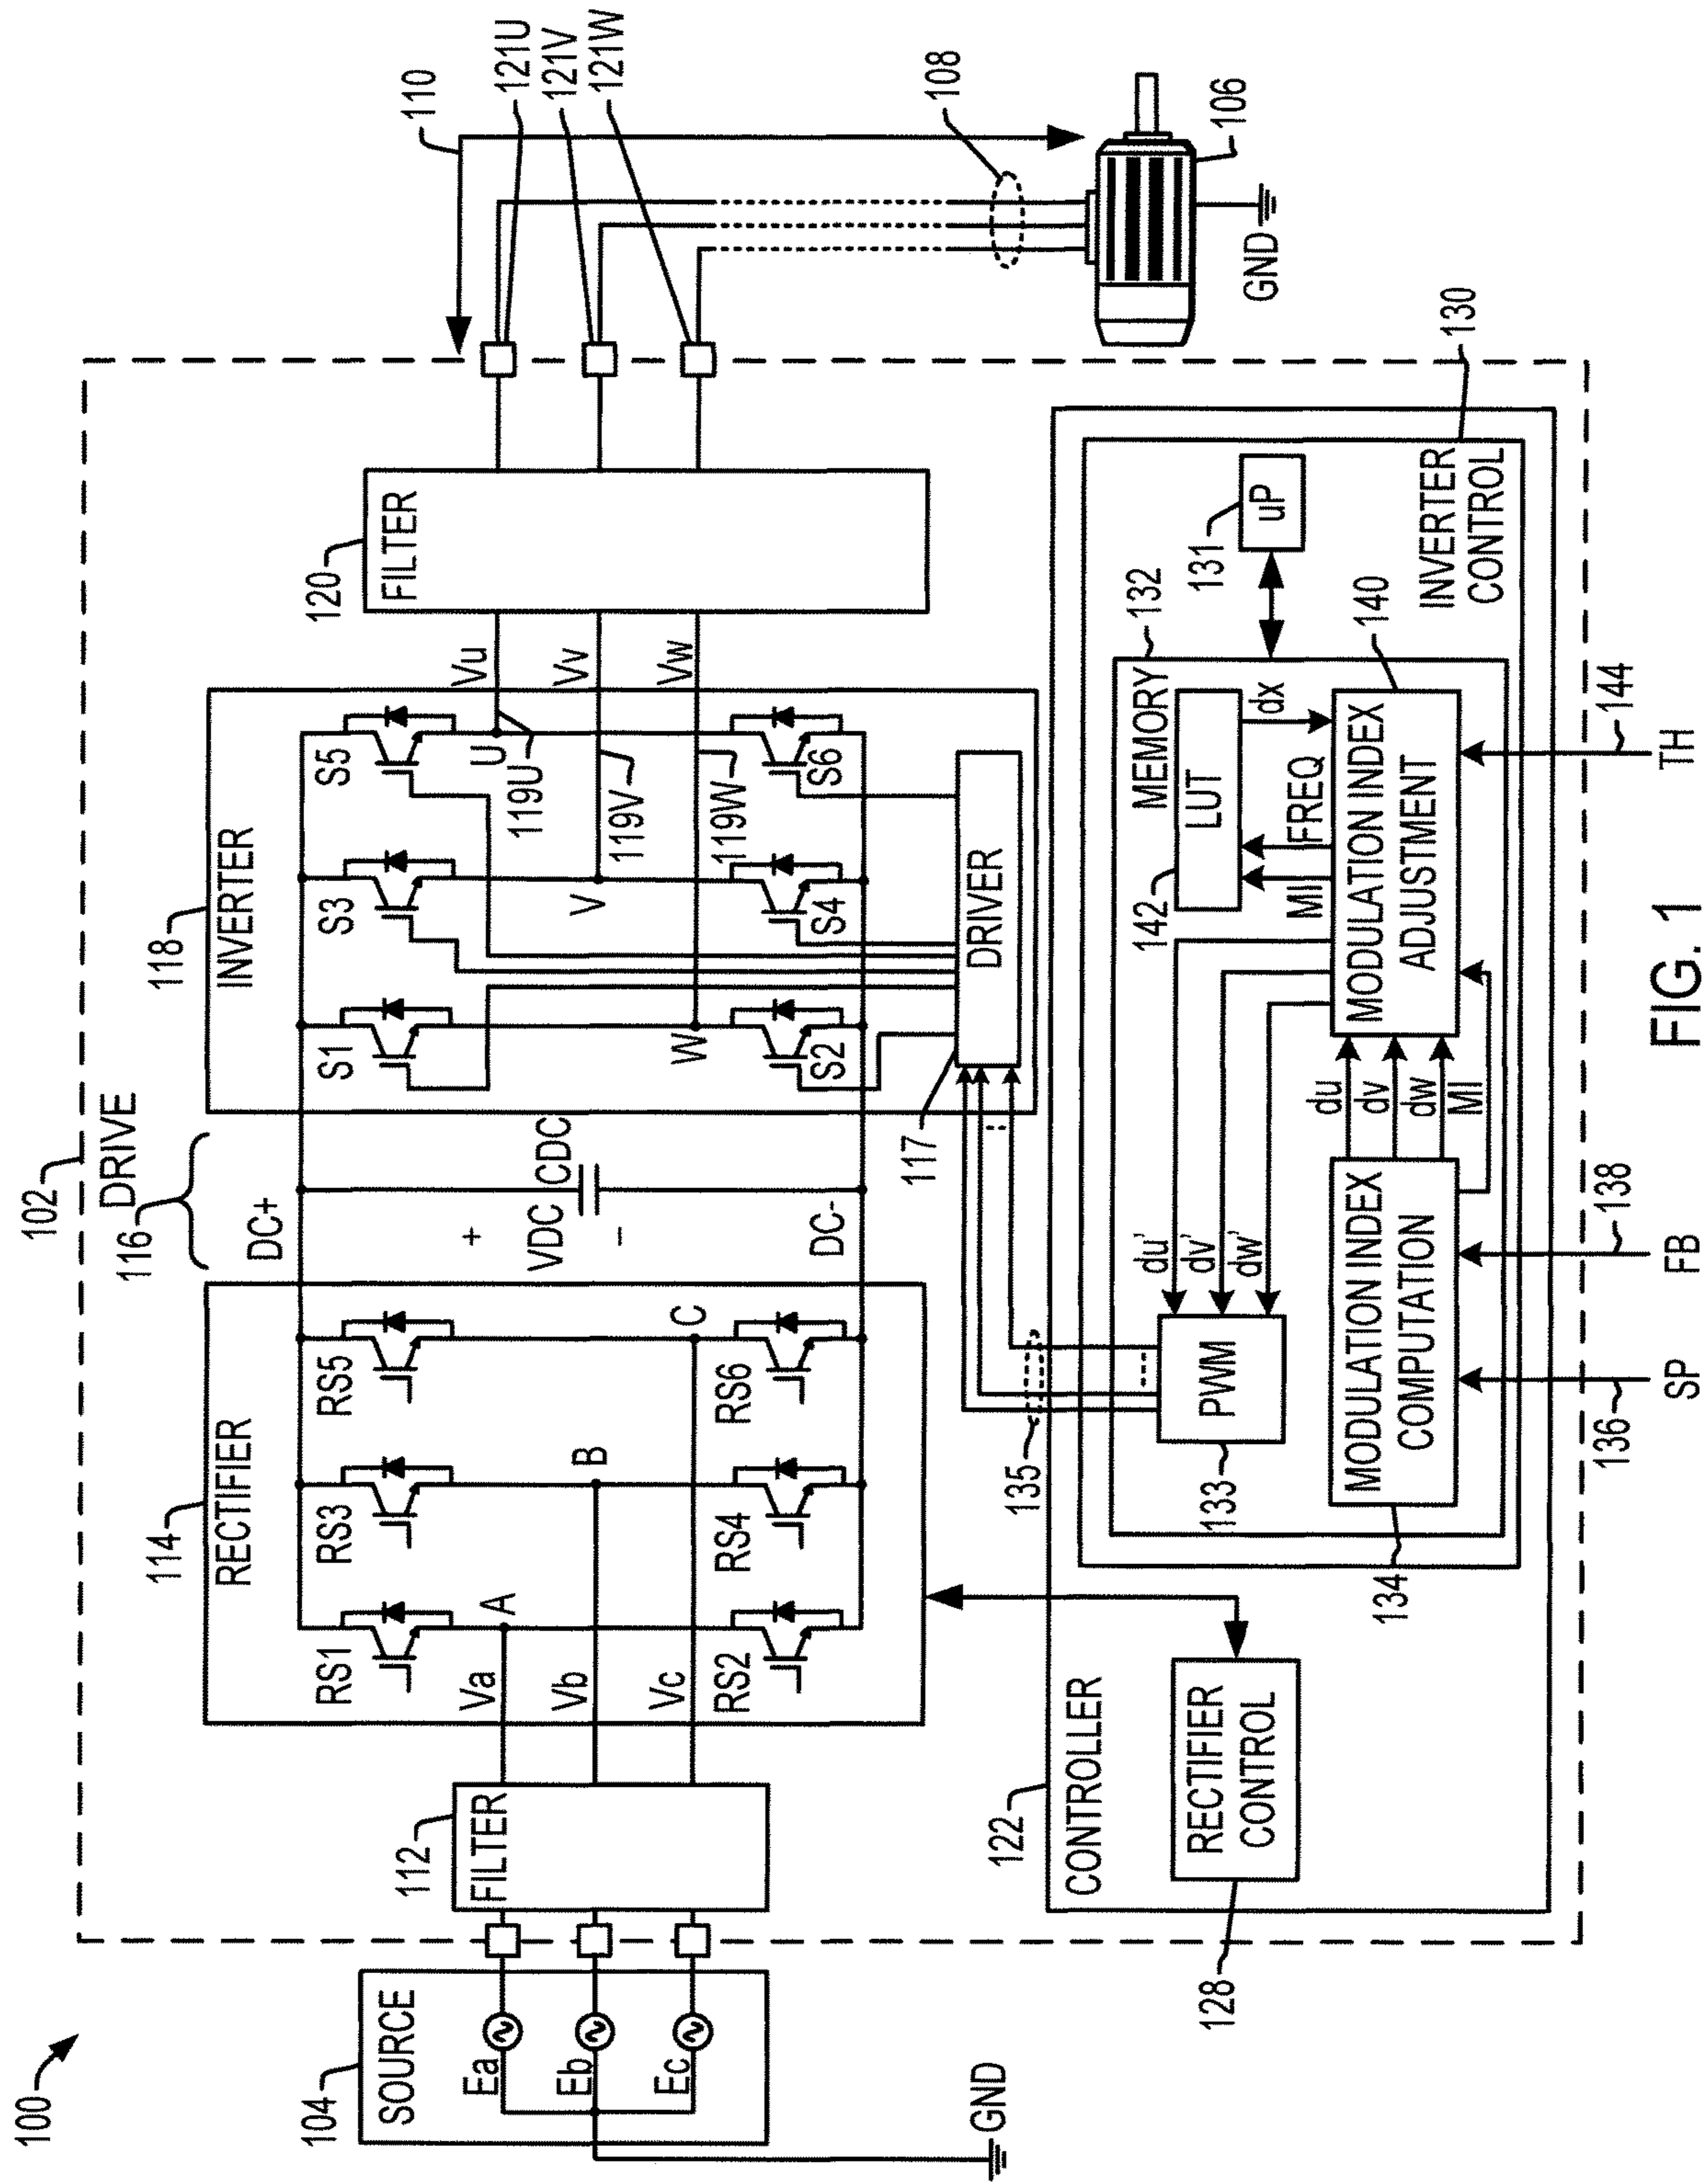 100
102
DRIVE
104
SOURCE
Ea
Eb
Ec
GND
112
FILTER
114
RECTIFIER
RS1
RS3
RS5
Va
A
Vb
B
Vc
C
RS2
RS4
RS6
116
DC+
+
VDC
CDC
−
DC-
118
INVERTER
S1
S3
S5
U
V
W
119U
119V
119W
S2
S4
S6
117
DRIVER
Vu
Vv
Vw
120
FILTER
110
121U
121V
121W
108
106
GND
122
CONTROLLER
128
RECTIFIER
CONTROL
135
133
PWM
du'
dv'
dw'
134
MODULATION INDEX
COMPUTATION
du
dv
dw
MI
132
MEMORY
142
LUT
MI
FREQ
dx
140
MODULATION INDEX
ADJUSTMENT
131
uP
130
INVERTER
CONTROL
136
SP
138
FB
144
TH
FIG. 1